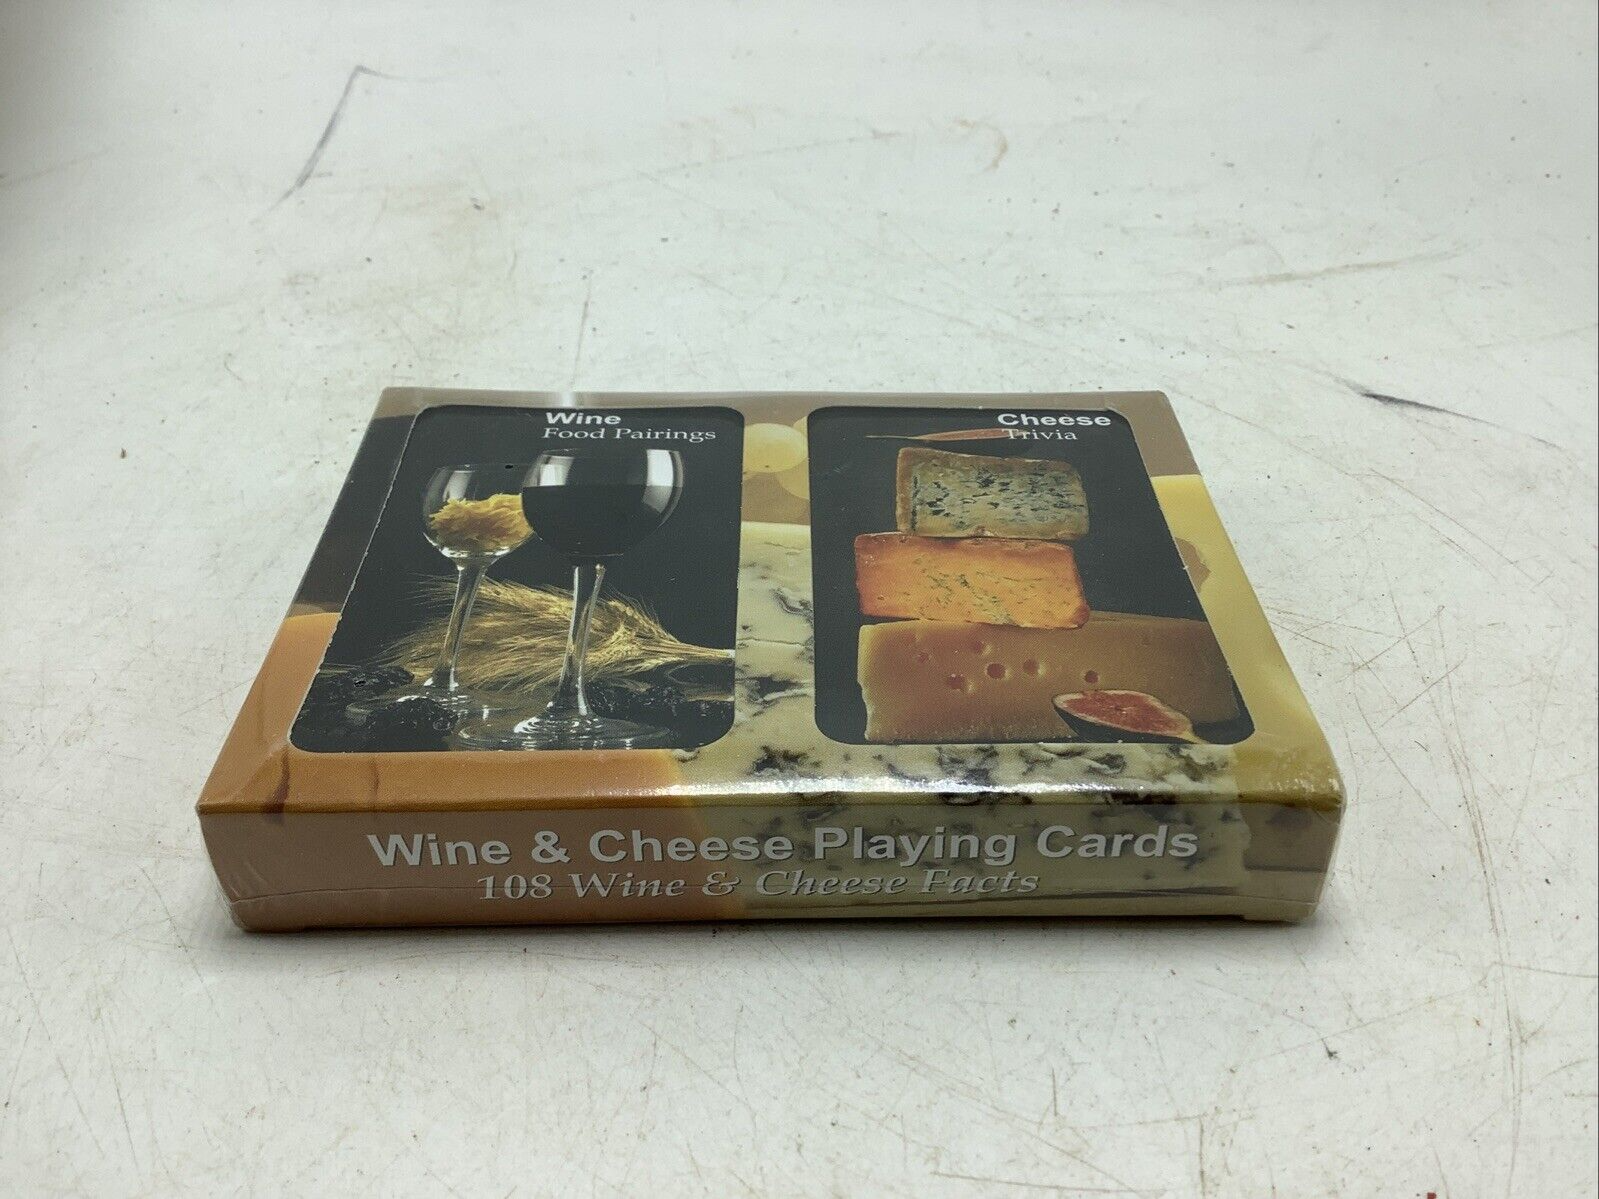 Wine
Food Pairings
Cheese
Trivia
Wine & Cheese Playing Cards
108 Wine & Cheese Facts